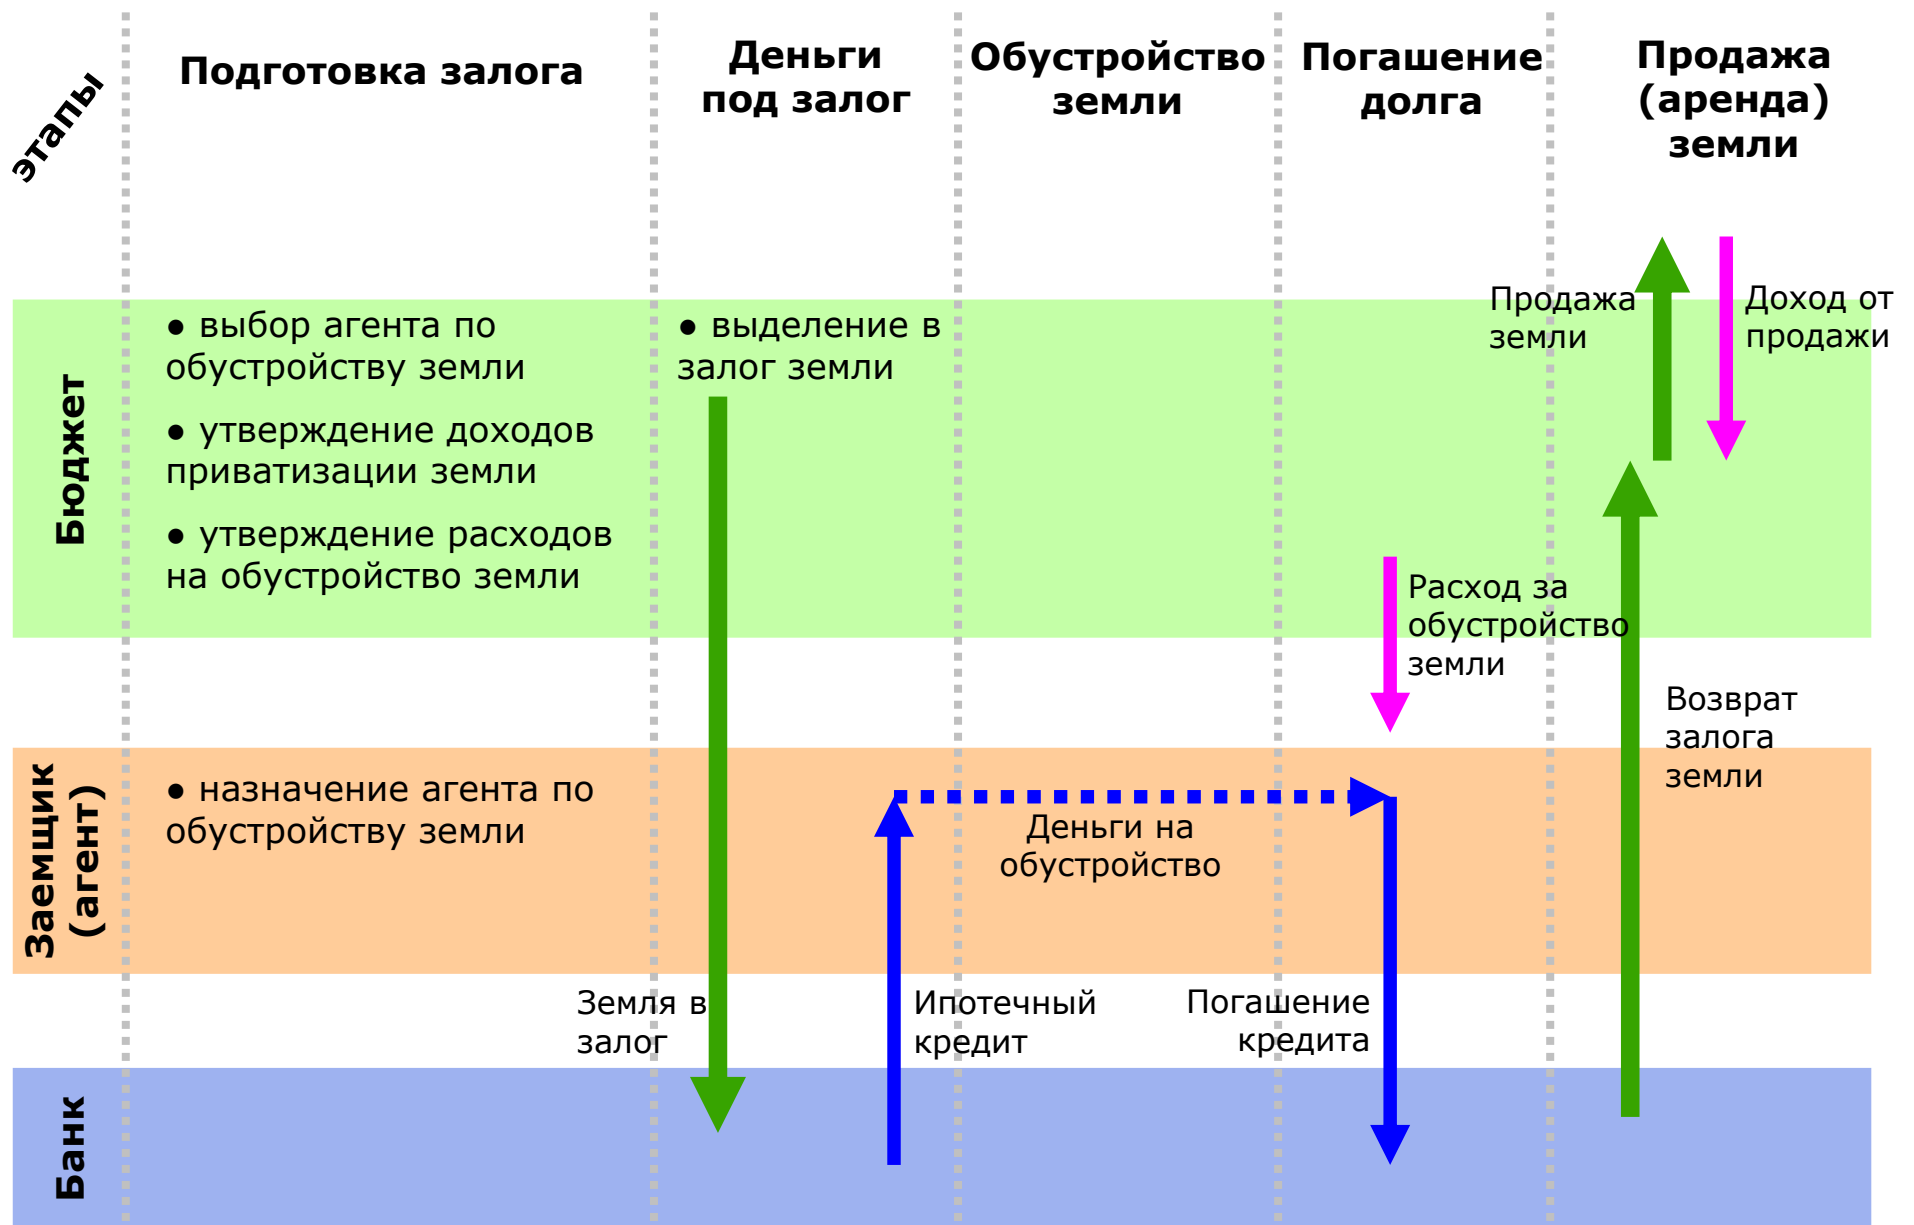 этапы
Подготовка залога
Деньги
под залог
Обустройство
земли
Погашение
долга
Продажа
(аренда)
земли
Бюджет
● выбор агента по
обустройству земли
● утверждение доходов
приватизации земли
● утверждение расходов
на обустройство земли
● выделение в
залог земли
Продажа
земли
Доход от
продажи
Расход за
обустройство
земли
Возврат
залога
земли
Заемщик
(агент)
● назначение агента по
обустройству земли
Деньги на
обустройство
Земля в
залог
Ипотечный
кредит
Погашение
кредита
Банк